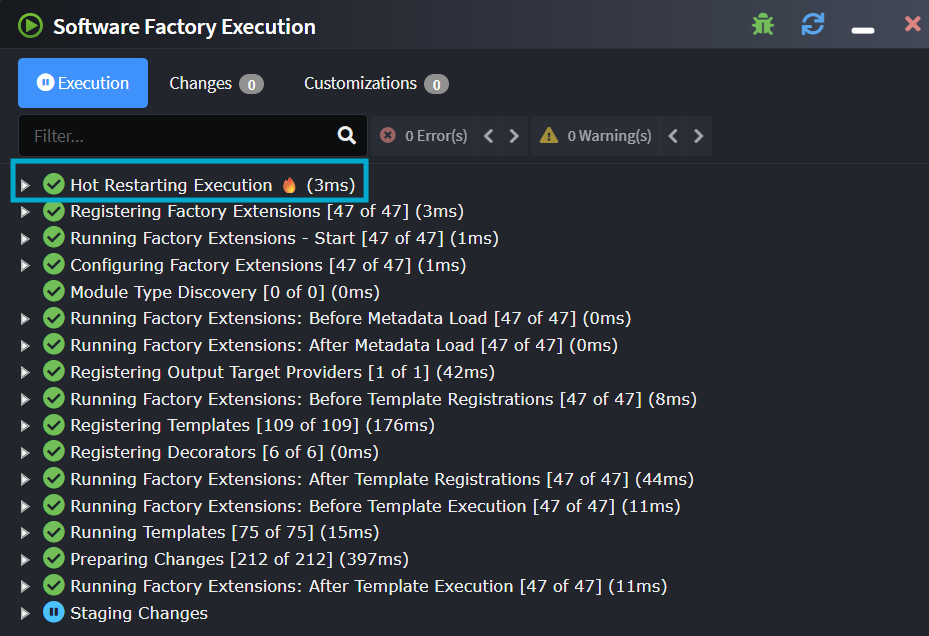 Software Factory Execution
Execution
Changes 0
Customizations 0
Filter...
0 Error(s)
0 Warning(s)
Hot Restarting Execution 🔥 (3ms)
Registering Factory Extensions [47 of 47] (3ms)
Running Factory Extensions - Start [47 of 47] (1ms)
Configuring Factory Extensions [47 of 47] (1ms)
Module Type Discovery [0 of 0] (0ms)
Running Factory Extensions: Before Metadata Load [47 of 47] (0ms)
Running Factory Extensions: After Metadata Load [47 of 47] (0ms)
Registering Output Target Providers [1 of 1] (42ms)
Running Factory Extensions: Before Template Registrations [47 of 47] (8ms)
Registering Templates [109 of 109] (176ms)
Registering Decorators [6 of 6] (0ms)
Running Factory Extensions: After Template Registrations [47 of 47] (44ms)
Running Factory Extensions: Before Template Execution [47 of 47] (11ms)
Running Templates [75 of 75] (15ms)
Preparing Changes [212 of 212] (397ms)
Running Factory Extensions: After Template Execution [47 of 47] (11ms)
Staging Changes